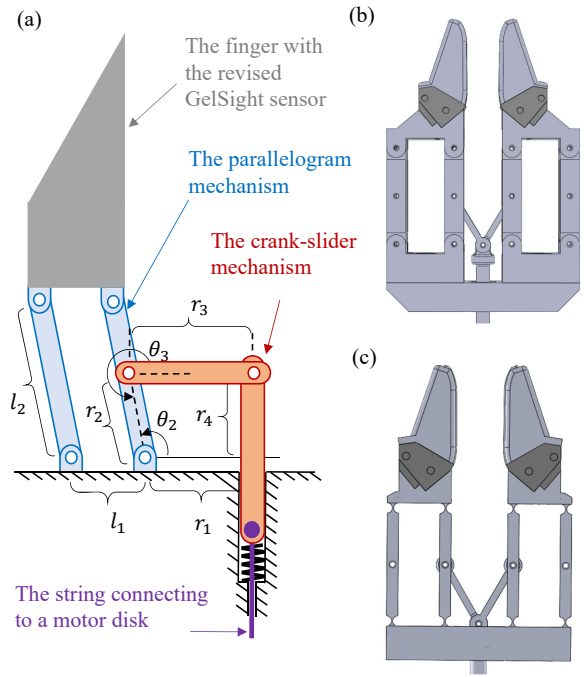 (a)
The finger with
the revised
GelSight sensor
The parallelogram
mechanism
The crank-slider
mechanism
r₃
θ₃
l₂
r₂
θ₂
r₄
l₁
r₁
The string connecting
to a motor disk
(b)
(c)